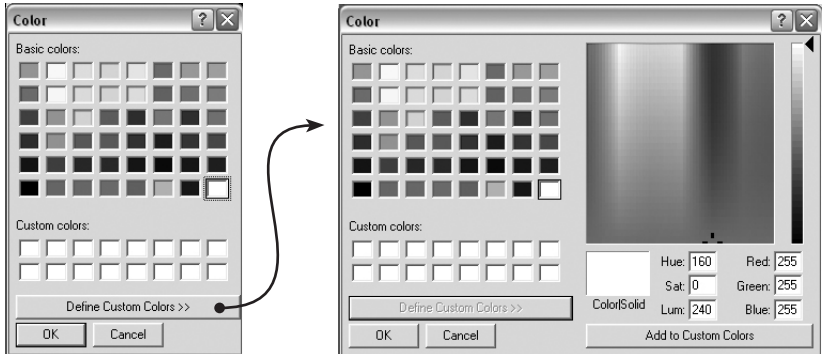 Color
Basic colors:
Custom colors:
Define Custom Colors >>
OK Cancel
Color
Basic colors:
Custom colors:
Define Custom Colors >>
OK Cancel
Hue: 160 Red: 255
Sat: 0 Green: 255
Color|Solid Lum: 240 Blue: 255
Add to Custom Colors